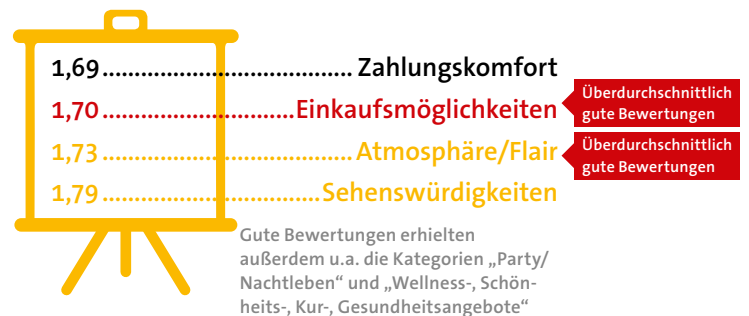 1,69.................................. Zahlungskomfort
1,70..........................Einkaufsmöglichkeiten
Überdurchschnittlich
gute Bewertungen
1,73.................................. Atmosphäre/Flair
Überdurchschnittlich
gute Bewertungen
1,79..............................Sehenswürdigkeiten
Gute Bewertungen erhielten
außerdem u.a. die Kategorien „Party/
Nachtleben“ und „Wellness-, Schön-
heits-, Kur-, Gesundheitsangebote“